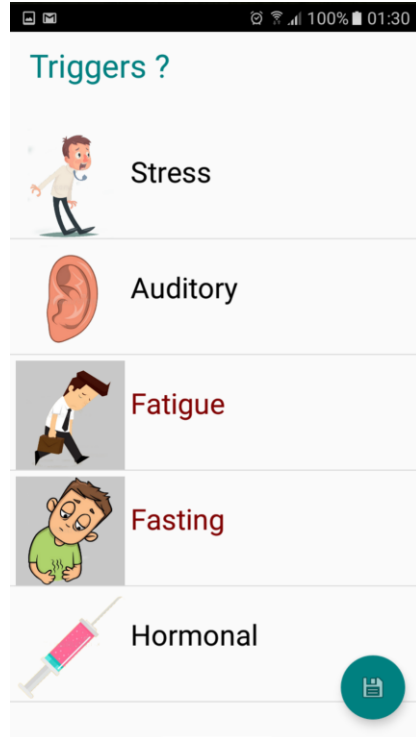 100% 01:30
Triggers ?
Stress
Auditory
Fatigue
Fasting
Hormonal